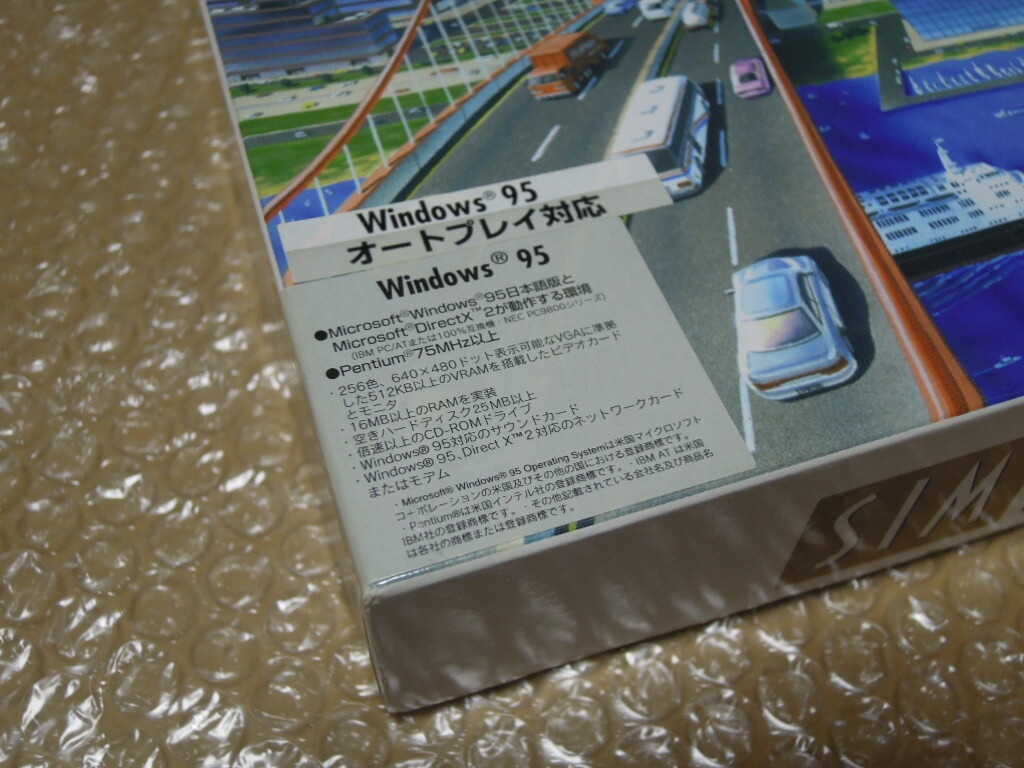 Windows® 95
オートプレイ対応
Windows® 95
●Microsoft®Windows®95日本語版と
Microsoft®DirectX™2が動作する環境
(IBM PC/ATまたは100%互換機・NEC PC9800シリーズ)
●Pentium®75MHz以上
・256色、640×480ドット表示可能なVGAに準拠
した512KB以上のVRAMを搭載したビデオカード
とモニタ
・16MB以上のRAMを実装
・空きハードディスク25MB以上
・倍速以上のCD-ROMドライブ
・Windows® 95対応のサウンドカード
・Windows® 95、Direct X™ 2対応のネットワークカード
またはモデム
・Microsoft® Windows® 95 Operating Systemは米国マイクロソフト
コーポレーションの米国及びその他の国における登録商標です。
・Pentium®は米国インテル社の登録商標です。・IBM ATは米国
IBM社の登録商標です。・その他記載されている会社名及び商品名
は各社の商標または登録商標です。
SIM